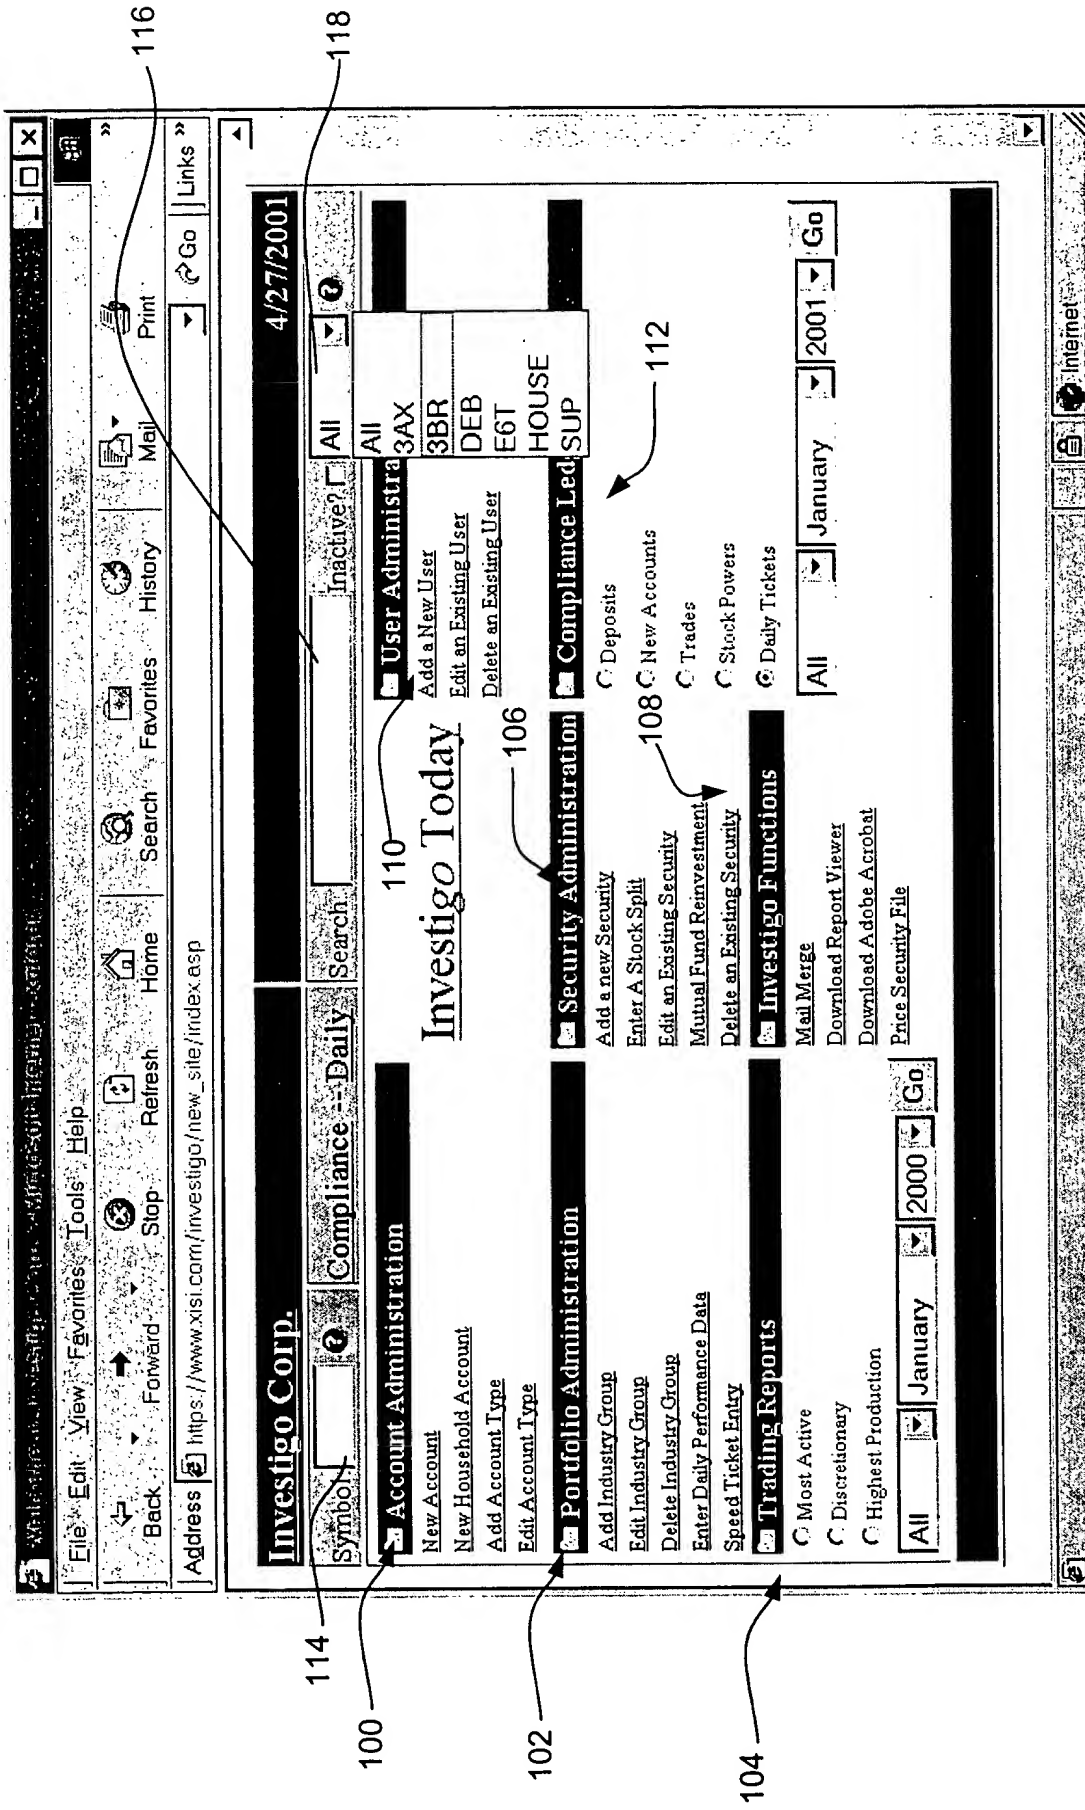 File Edit View Favorites Tools Help
Back Forward Stop Refresh Home Search Favorites History Mail Print »
Address https://www.xisi.com/investigo/new_site/index.asp Go Links »
Investigo Corp. 4/27/2001
Symbol Compliance---Daily Search Inactive? All
All
3AX
3BR
DEB
E6T
HOUSE
SUP
Account Administration
New Account
New Household Account
Add Account Type
Edit Account Type
Investigo Today
User Administra
Add a New User
Edit an Existing User
Delete an Existing User
Portfolio Administration
Add Industry Group
Edit Industry Group
Delete Industry Group
Enter Daily Performance Data
Speed Ticket Entry
Security Administration
Add a new Security
Enter A Stock Split
Edit an Existing Security
Mutual Fund Reinvestment
Delete an Existing Security
Compliance Led
Deposits
New Accounts
Trades
Stock Powers
Daily Tickets
All January 2001 Go
Trading Reports
Most Active
Discretionary
Highest Production
All January 2000 Go
Investigo Functions
Mail Merge
Download Report Viewer
Download Adobe Acrobat
Price Security File
Internet
100
102
104
106
108
110
112
114
116
118